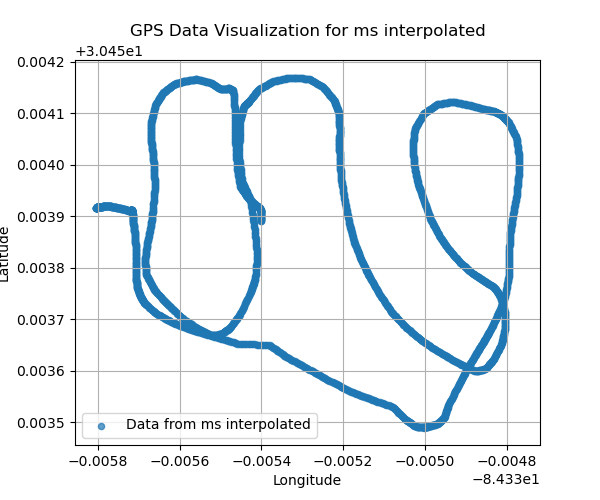 GPS Data Visualization for ms interpolated
+3.045e1
0.0042
0.0041
0.0040
0.0039
0.0038
0.0037
0.0036
0.0035
Latitude
Data from ms interpolated
−0.0058 −0.0056 −0.0054 −0.0052 −0.0050 −0.0048
Longitude
−8.433e1